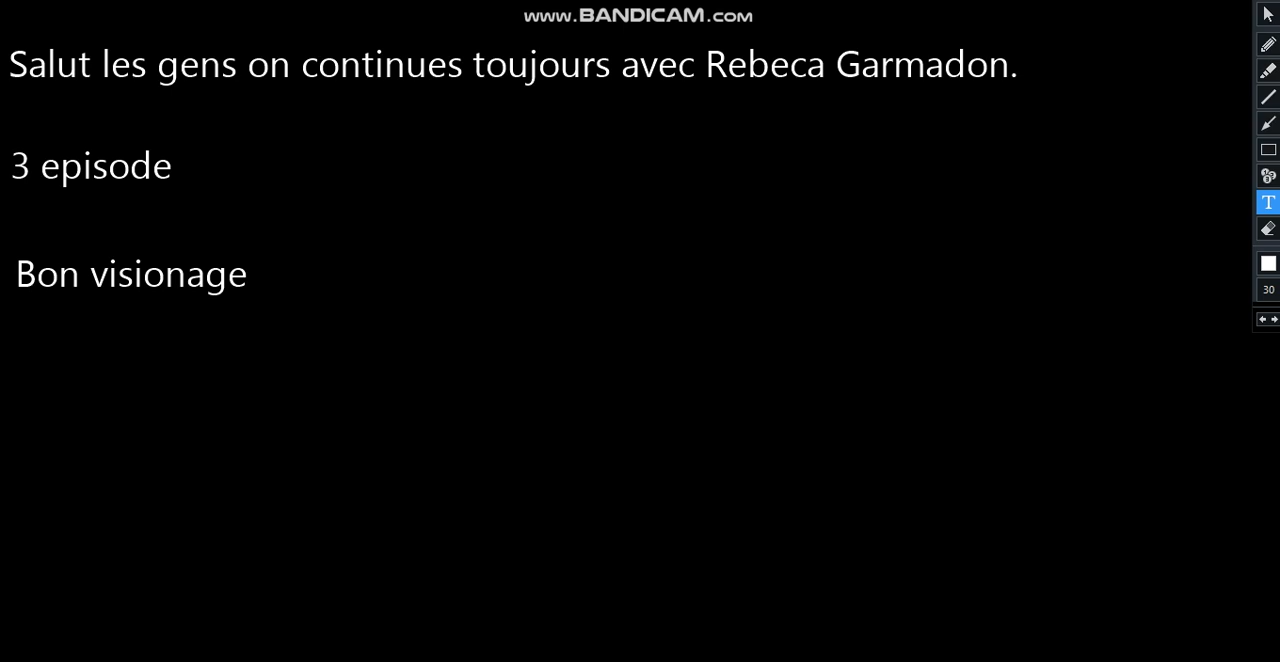 www.BANDICAM.com
Salut les gens on continues toujours avec Rebeca Garmadon.
3 episode
Bon visionage
T
30